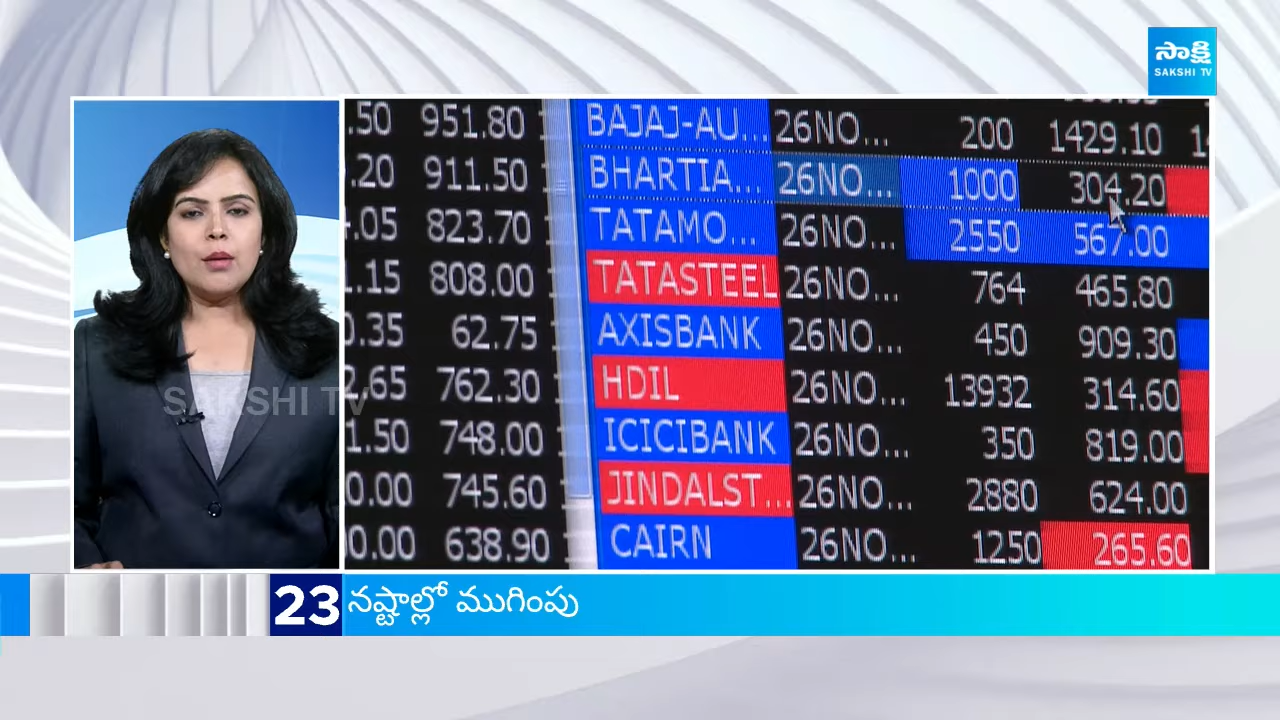 సాక్షి
SAKSHI TV
.50 951.80 BAJAJ-AU... 26NO... 200 1429.10
.20 911.50 BHARTIA... 26NO... 1000 304.20
.05 823.70 TATAMO... 26NO... 2550 567.00
.15 808.00 TATASTEEL 26NO... 764 465.80
0.35 62.75 AXISBANK 26NO... 450 909.30
2.65 762.30 HDIL 26NO... 13932 314.60
1.50 748.00 ICICIBANK 26NO... 350 819.00
0.00 745.60 JINDALST... 26NO... 2880 624.00
0.00 638.90 CAIRN 26NO... 1250 265.60
SAKSHI TV
23 నష్టాల్లో ముగింపు